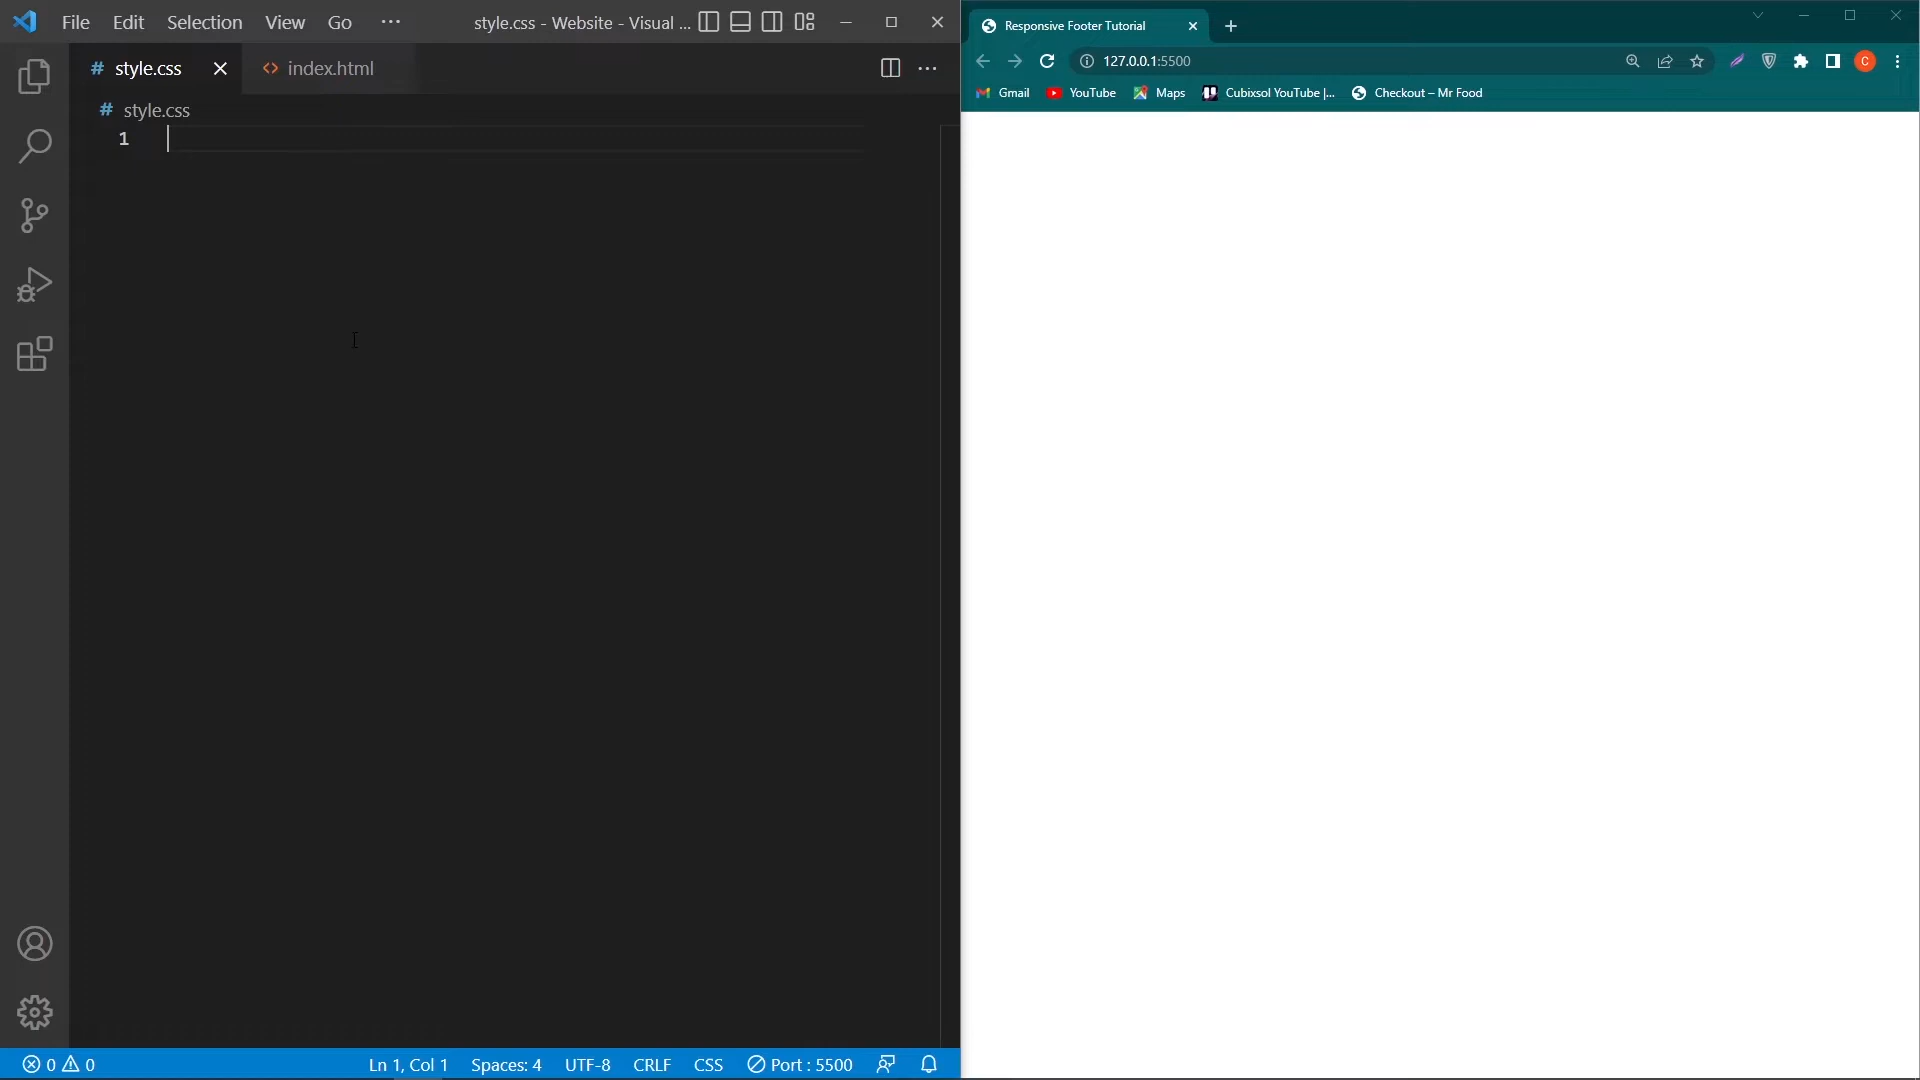 File Edit Selection View Go ··· style.css - Website - Visual ...
# style.css index.html
# style.css
1
0 0 Ln 1, Col 1 Spaces: 4 UTF-8 CRLF CSS Port : 5500
Responsive Footer Tutorial
127.0.0.1:5500 C
Gmail YouTube Maps Cubixsol YouTube |... Checkout – Mr Food